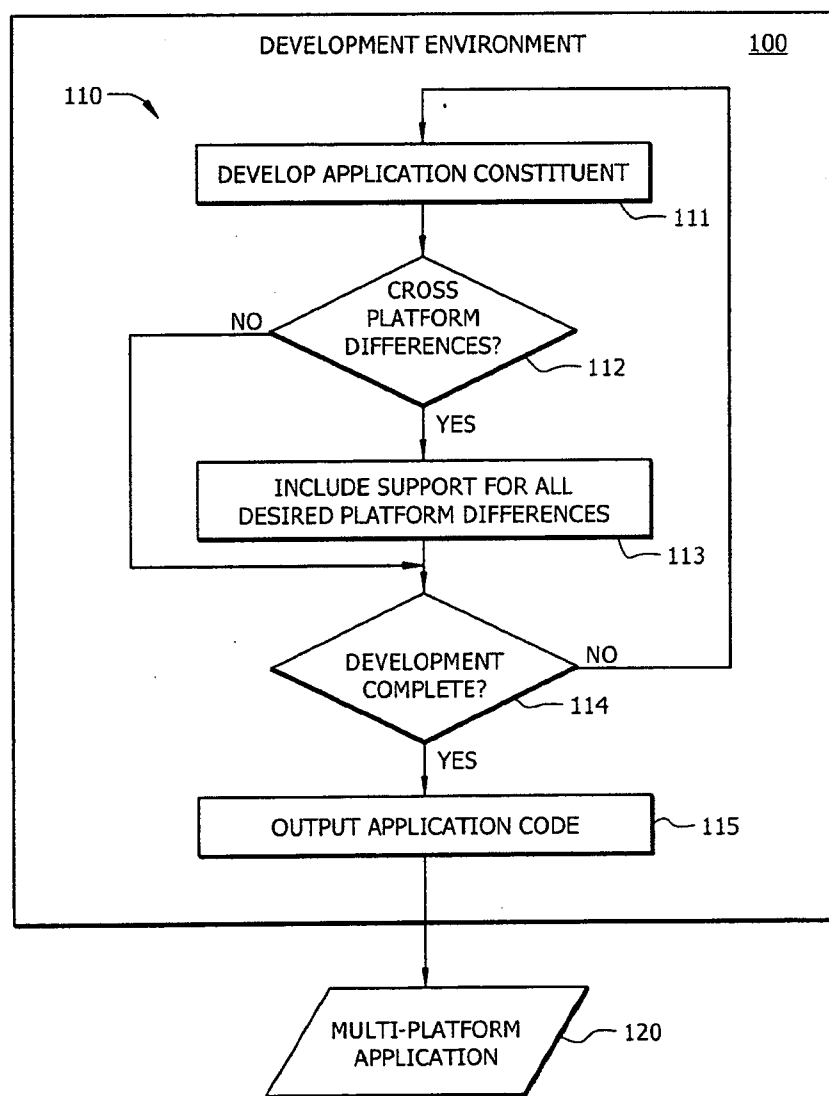 DEVELOPMENT ENVIRONMENT 100
110
DEVELOP APPLICATION CONSTITUENT
111
CROSS
PLATFORM
DIFFERENCES?
NO
112
YES
INCLUDE SUPPORT FOR ALL
DESIRED PLATFORM DIFFERENCES
113
DEVELOPMENT
COMPLETE?
NO
114
YES
OUTPUT APPLICATION CODE
115
MULTI-PLATFORM
APPLICATION
120